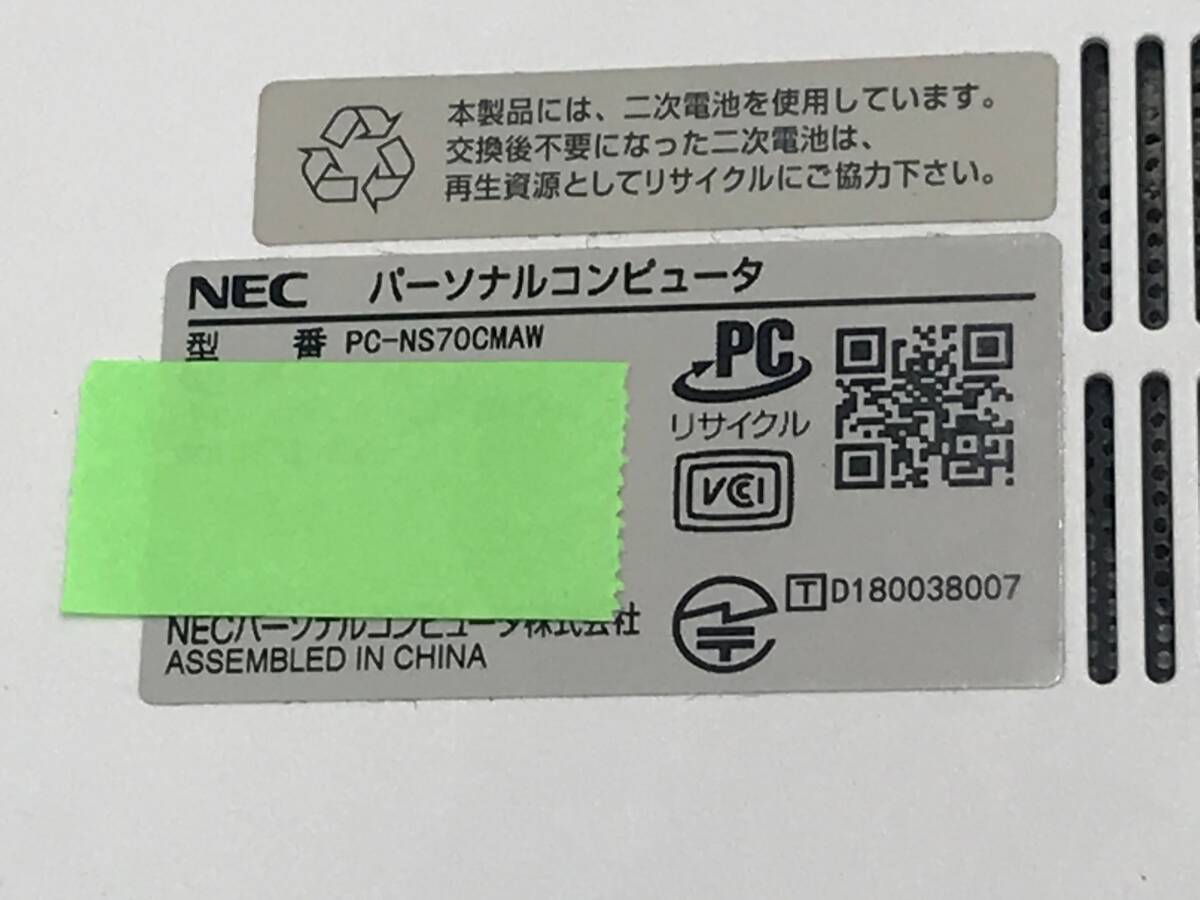 本製品には、二次電池を使用しています。
交換後不要になった二次電池は、
再生資源としてリサイクルにご協力下さい。
NEC パーソナルコンピュータ
型 番 PC-NS70CMAW
PC
リサイクル
VCCI
T D180038007
NECパーソナルコンピュータ株式会社
ASSEMBLED IN CHINA